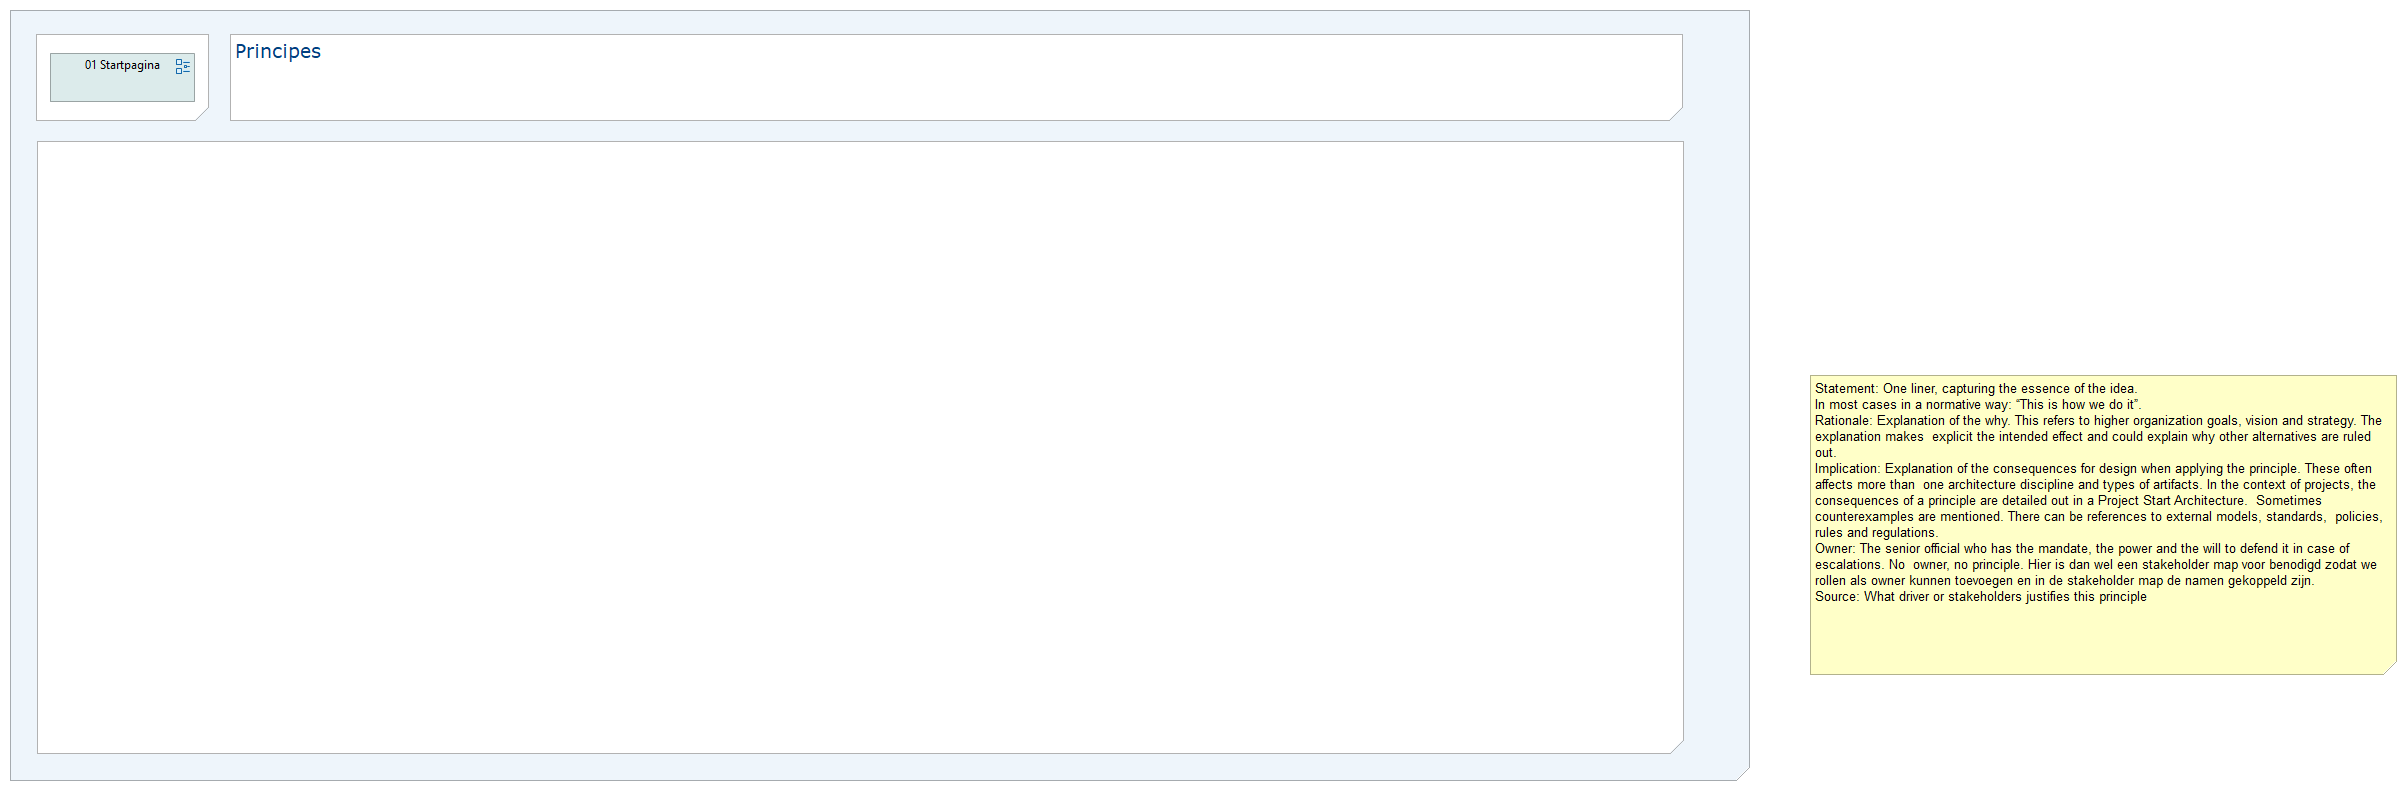 01 Startpagina
Principes
Statement: One liner, capturing the essence of the idea.
In most cases in a normative way: “This is how we do it”.
Rationale: Explanation of the why. This refers to higher organization goals, vision and strategy. The
explanation makes  explicit the intended effect and could explain why other alternatives are ruled
out.
Implication: Explanation of the consequences for design when applying the principle. These often
affects more than  one architecture discipline and types of artifacts. In the context of projects, the
consequences of a principle are detailed out in a Project Start Architecture.  Sometimes
counterexamples are mentioned. There can be references to external models, standards,  policies,
rules and regulations.
Owner: The senior official who has the mandate, the power and the will to defend it in case of
escalations. No  owner, no principle. Hier is dan wel een stakeholder map voor benodigd zodat we
rollen als owner kunnen toevoegen en in de stakeholder map de namen gekoppeld zijn.
Source: What driver or stakeholders justifies this principle